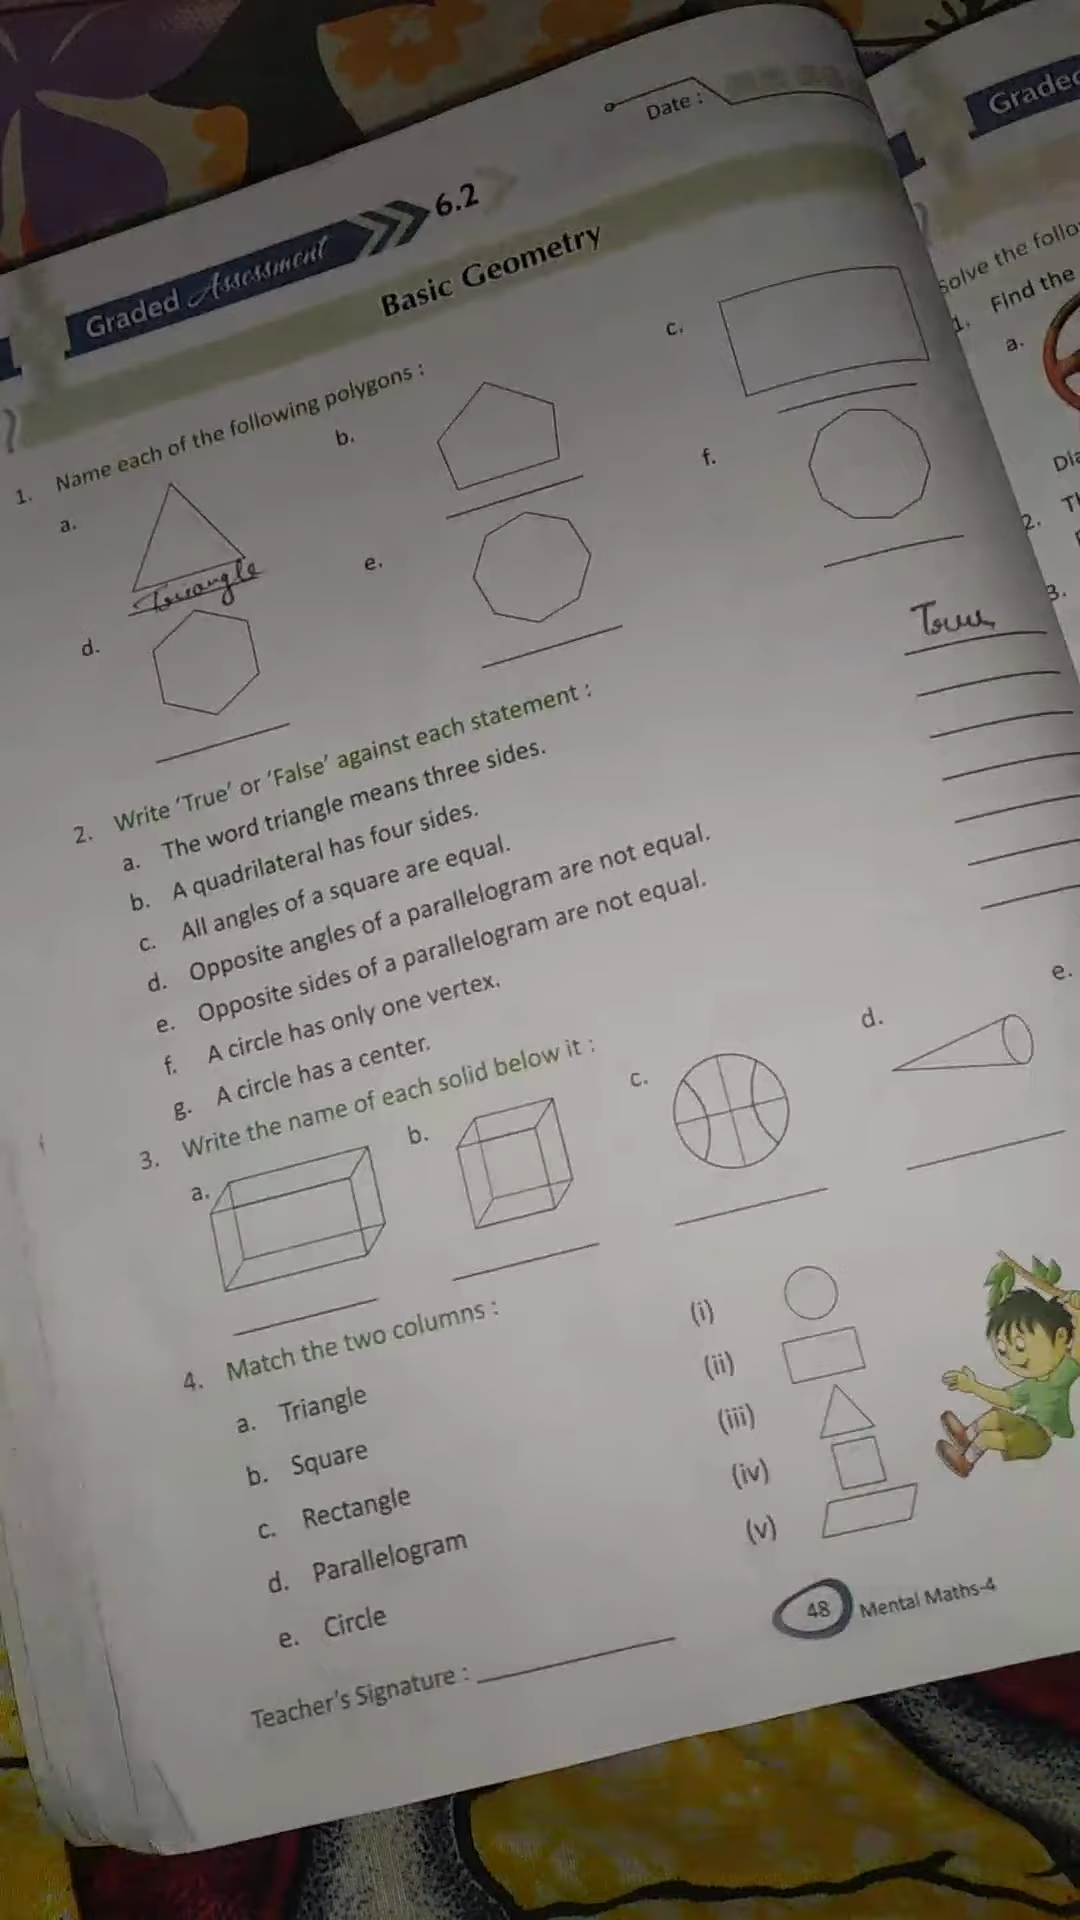 Date :
Graded Assessment 6.2
Basic Geometry
1. Name each of the following polygons :
a.
b.
c.
Triangle
d.
e.
f.
2. Write ‘True’ or ‘False’ against each statement :
a. The word triangle means three sides. True
b. A quadrilateral has four sides.
c. All angles of a square are equal.
d. Opposite angles of a parallelogram are not equal.
e. Opposite sides of a parallelogram are not equal.
f. A circle has only one vertex.
g. A circle has a center.
3. Write the name of each solid below it :
a.
b.
c.
d.
e.
4. Match the two columns :
a. Triangle (i)
b. Square (ii)
c. Rectangle (iii)
d. Parallelogram (iv)
e. Circle (v)
Teacher’s Signature :
48 Mental Maths-4
Graded
solve the follo
1. Find the
a.
Dia
2. Th
3.